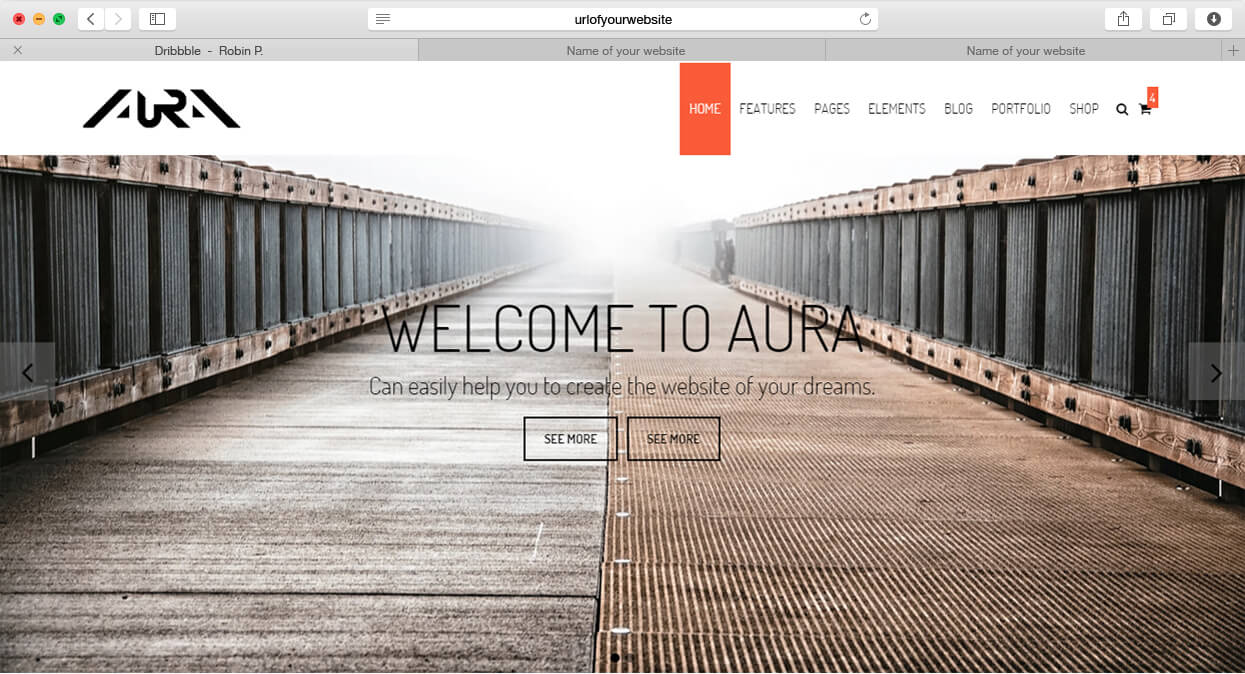 urlofyourwebsite
Dribbble - Robin P.
Name of your website
Name of your website
AURA
HOME FEATURES PAGES ELEMENTS BLOG PORTFOLIO SHOP 4
WELCOME TO AURA
Can easily help you to create the website of your dreams.
SEE MORE SEE MORE